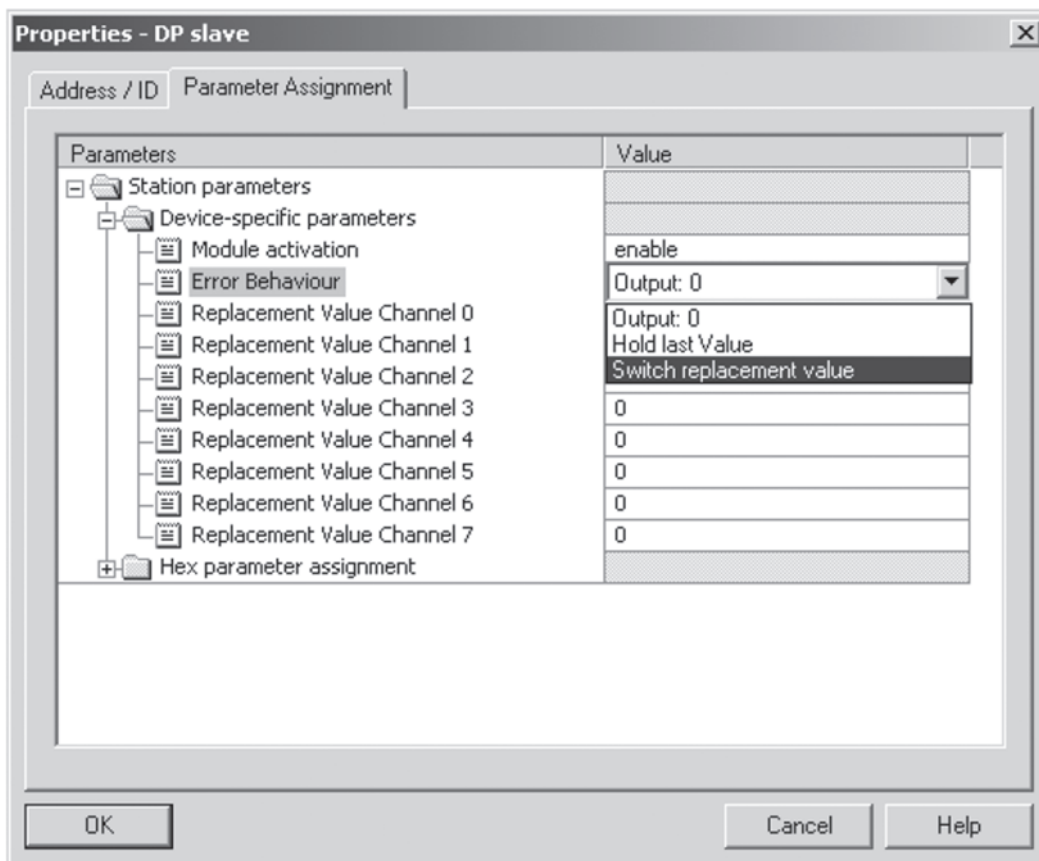 Properties - DP slave
Address / ID Parameter Assignment
Parameters Value
Station parameters
Device-specific parameters
Module activation enable
Error Behaviour Output: 0
Replacement Value Channel 0 Output: 0
Replacement Value Channel 1 Hold last Value
Replacement Value Channel 2 Switch replacement value
Replacement Value Channel 3 0
Replacement Value Channel 4 0
Replacement Value Channel 5 0
Replacement Value Channel 6 0
Replacement Value Channel 7 0
Hex parameter assignment
OK Cancel Help